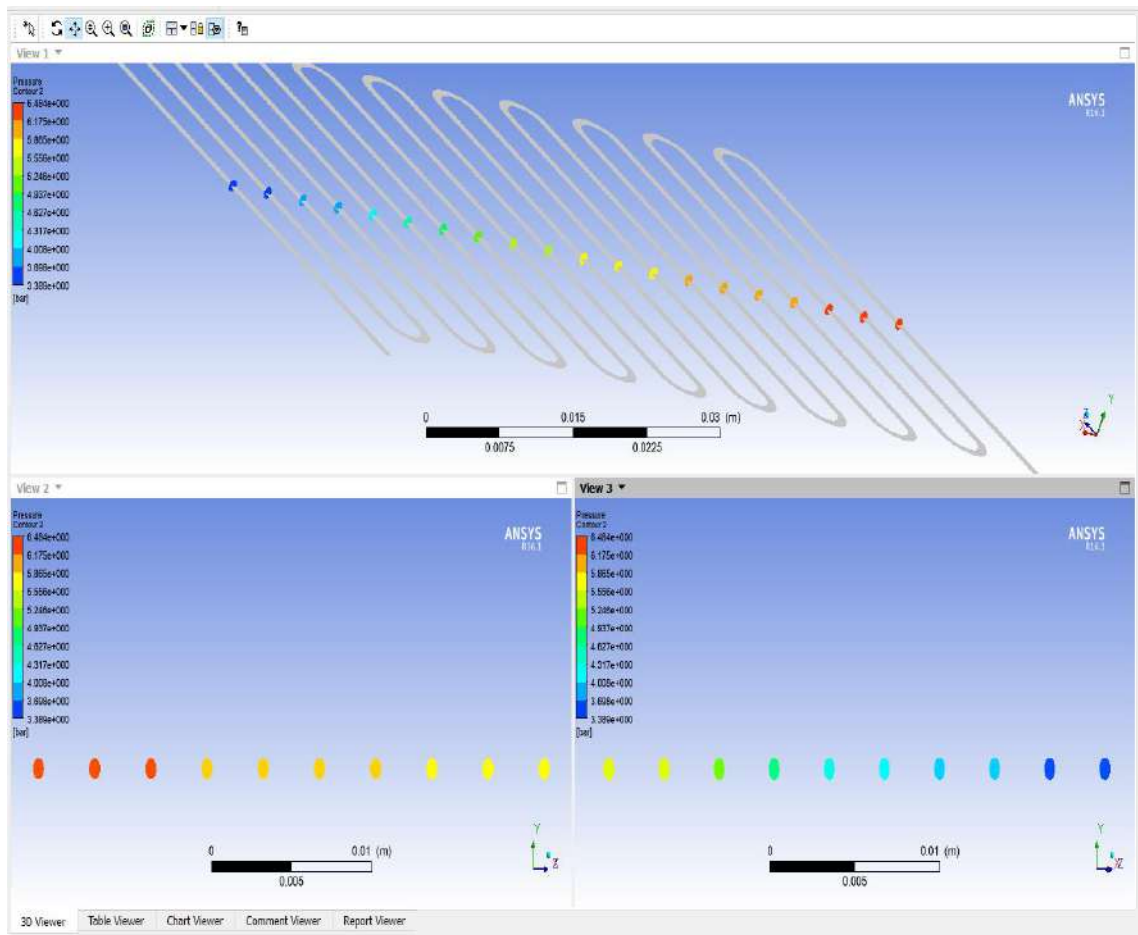 View 1
Pressure
Contour 2
6.484e+000
6.175e+000
5.865e+000
5.556e+000
5.246e+000
4.937e+000
4.627e+000
4.317e+000
4.008e+000
3.698e+000
3.389e+000
[bar]
ANSYS
R16.1
0 0.015 0.03 (m)
0.0075 0.0225
Y
X
View 2
Pressure
Contour 2
6.484e+000
6.175e+000
5.865e+000
5.556e+000
5.246e+000
4.937e+000
4.627e+000
4.317e+000
4.008e+000
3.698e+000
3.389e+000
[bar]
ANSYS
R16.1
0 0.01 (m)
0.005
Y
Z
View 3
Pressure
Contour 2
6.484e+000
6.175e+000
5.865e+000
5.556e+000
5.246e+000
4.937e+000
4.627e+000
4.317e+000
4.008e+000
3.698e+000
3.389e+000
[bar]
ANSYS
R16.1
0 0.01 (m)
0.005
Y
Z
3D Viewer Table Viewer Chart Viewer Comment Viewer Report Viewer